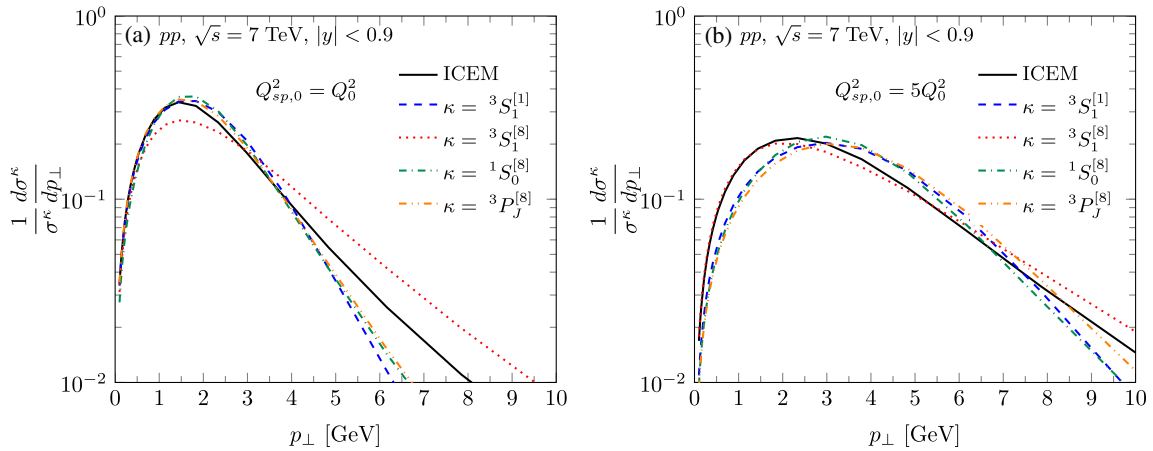 (a) pp, √s = 7 TeV, |y| < 0.9
Q²ₛₚ,₀ = Q²₀
ICEM
κ = ³S₁^[1]
κ = ³S₁^[8]
κ = ¹S₀^[8]
κ = ³P_J^[8]
10⁰
10⁻¹
10⁻²
1/σ^κ dσ^κ/dp⊥
0 1 2 3 4 5 6 7 8 9 10
p⊥ [GeV]
(b) pp, √s = 7 TeV, |y| < 0.9
Q²ₛₚ,₀ = 5Q²₀
ICEM
κ = ³S₁^[1]
κ = ³S₁^[8]
κ = ¹S₀^[8]
κ = ³P_J^[8]
10⁰
10⁻¹
10⁻²
1/σ^κ dσ^κ/dp⊥
0 1 2 3 4 5 6 7 8 9 10
p⊥ [GeV]